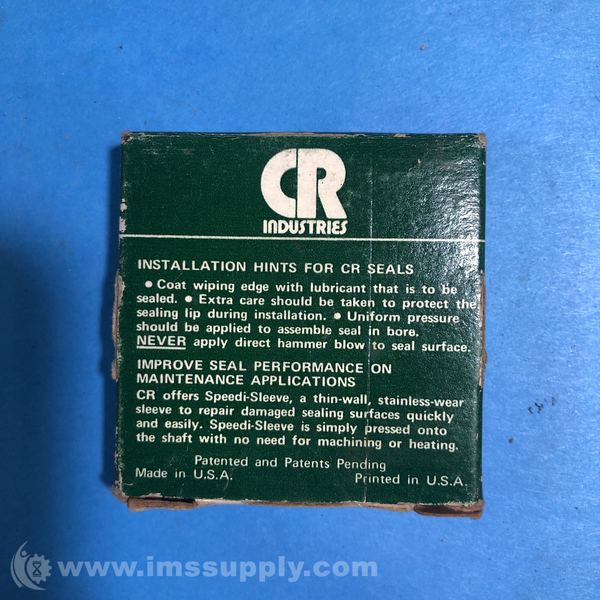 CR
INDUSTRIES
INSTALLATION HINTS FOR CR SEALS
● Coat wiping edge with lubricant that is to be
sealed. ● Extra care should be taken to protect the
sealing lip during installation. ● Uniform pressure
should be applied to assemble seal in bore.
NEVER apply direct hammer blow to seal surface.
IMPROVE SEAL PERFORMANCE ON
MAINTENANCE APPLICATIONS
CR offers Speedi-Sleeve, a thin-wall, stainless-wear
sleeve to repair damaged sealing surfaces quickly
and easily. Speedi-Sleeve is simply pressed onto
the shaft with no need for machining or heating.
Patented and Patents Pending
Made in U.S.A. Printed in U.S.A.
www.imssupply.com